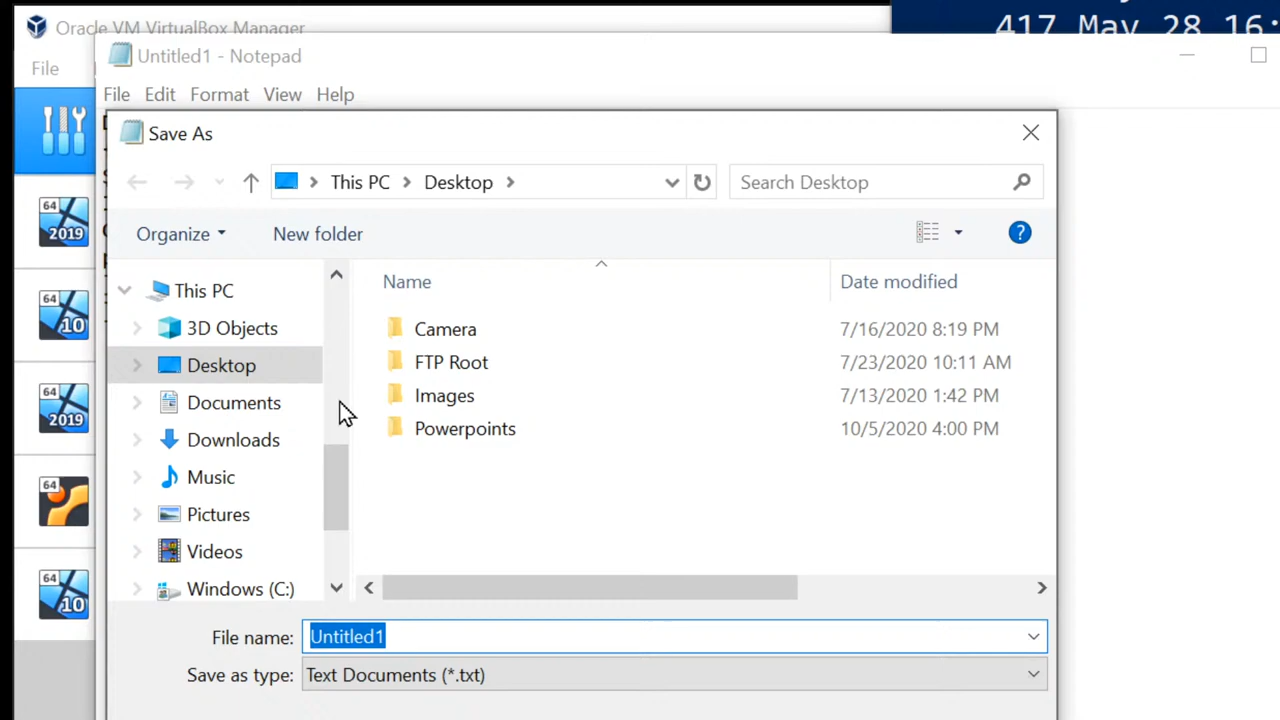 Oracle VM VirtualBox Manager
417 May 28 16:
File
Untitled1 - Notepad
File Edit Format View Help
Save As
This PC Desktop
Search Desktop
Organize New folder
?
Name Date modified
This PC
3D Objects
Desktop
Documents
Downloads
Music
Pictures
Videos
Windows (C:)
Camera 7/16/2020 8:19 PM
FTP Root 7/23/2020 10:11 AM
Images 7/13/2020 1:42 PM
Powerpoints 10/5/2020 4:00 PM
64
2019
64
10
64
2019
64
64
10
File name: Untitled1
Save as type: Text Documents (*.txt)